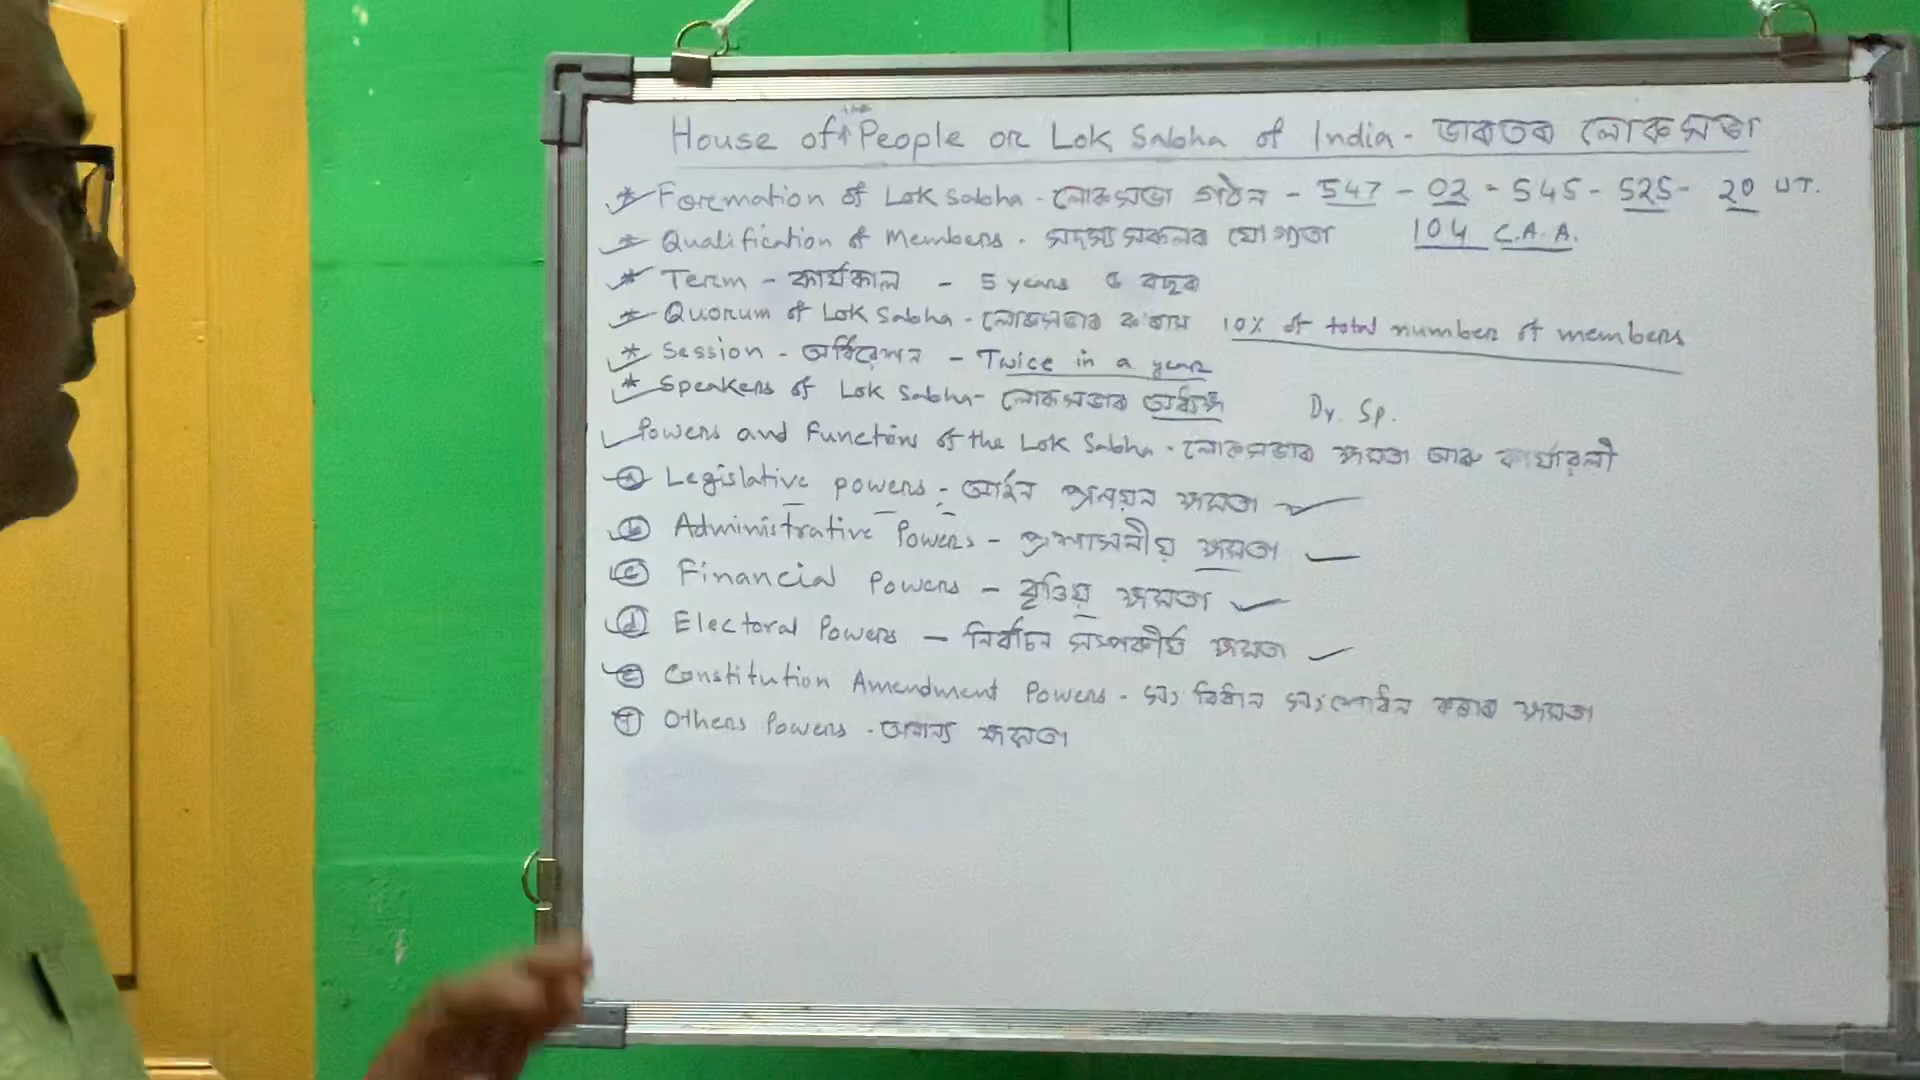 House of the People or Lok Sabha of India - ভাৰতৰ লোকসভা
* Formation of Lok Sabha - লোকসভা গঠন - 547 - 02 = 545 - 525 - 20 UT.
* Qualification of Members - সদস্যসকলৰ যোগ্যতা 104 C.A.A.
* Term - কাৰ্যকাল - 5 years ৫ বছৰ
* Quorum of Lok Sabha - লোকসভাৰ ক'ৰাম 10% of total number of members
* Session - অধিৱেশন - Twice in a year
* Speakers of Lok Sabha - লোকসভাৰ অধ্যক্ষ Dy. Sp.
Powers and Functions of the Lok Sabha - লোকসভাৰ ক্ষমতা আৰু কাৰ্যাৱলী
(a) Legislative powers - আইন প্ৰণয়ন ক্ষমতা
(b) Administrative Powers - প্ৰশাসনীয় ক্ষমতা
(c) Financial Powers - বৃত্তিয় ক্ষমতা
(d) Electoral Powers - নিৰ্বাচন সম্পৰ্কীয় ক্ষমতা
(e) Constitution Amendment Powers - সংবিধান সংশোধন কৰাৰ ক্ষমতা
(f) Others Powers - অন্যান্য ক্ষমতা